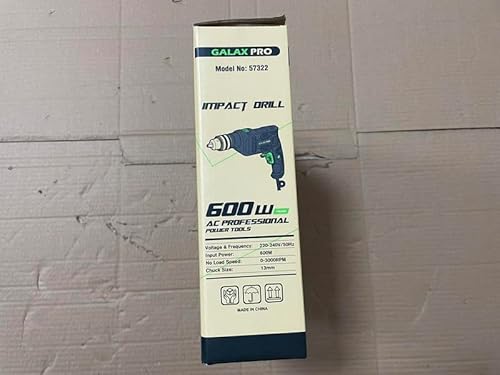 GALAX PRO
Model No: 57322
IMPACT DRILL
600W
AC PROFESSIONAL
POWER TOOLS
Voltage & Frequency: 220-240V/50Hz
Input Power: 600W
No Load Speed: 0-3000RPM
Chuck Size: 13mm
MADE IN CHINA